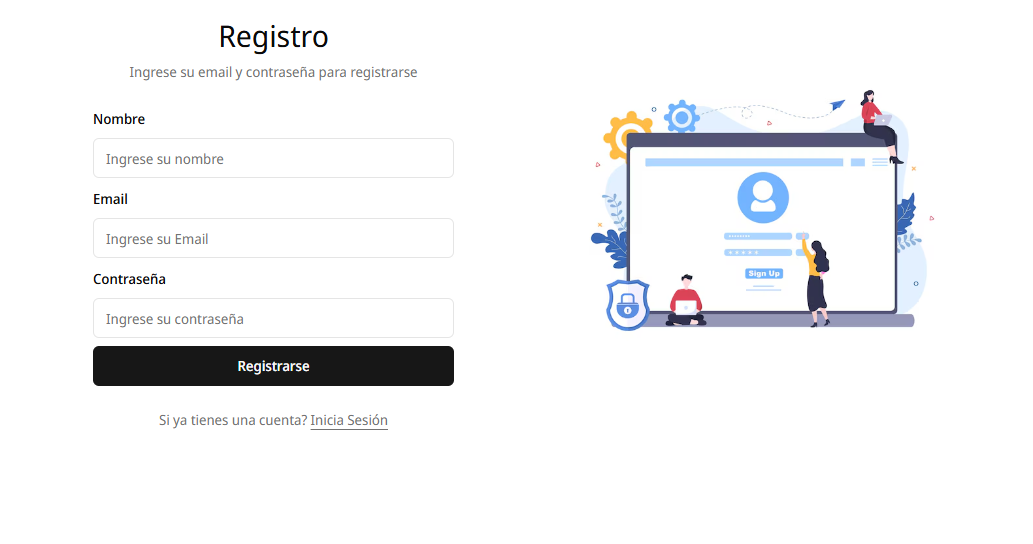 Registro
Ingrese su email y contraseña para registrarse
Nombre
Ingrese su nombre
Email
Ingrese su Email
Contraseña
Ingrese su contraseña
Registrarse
Si ya tienes una cuenta? Inicia Sesión
Sign Up